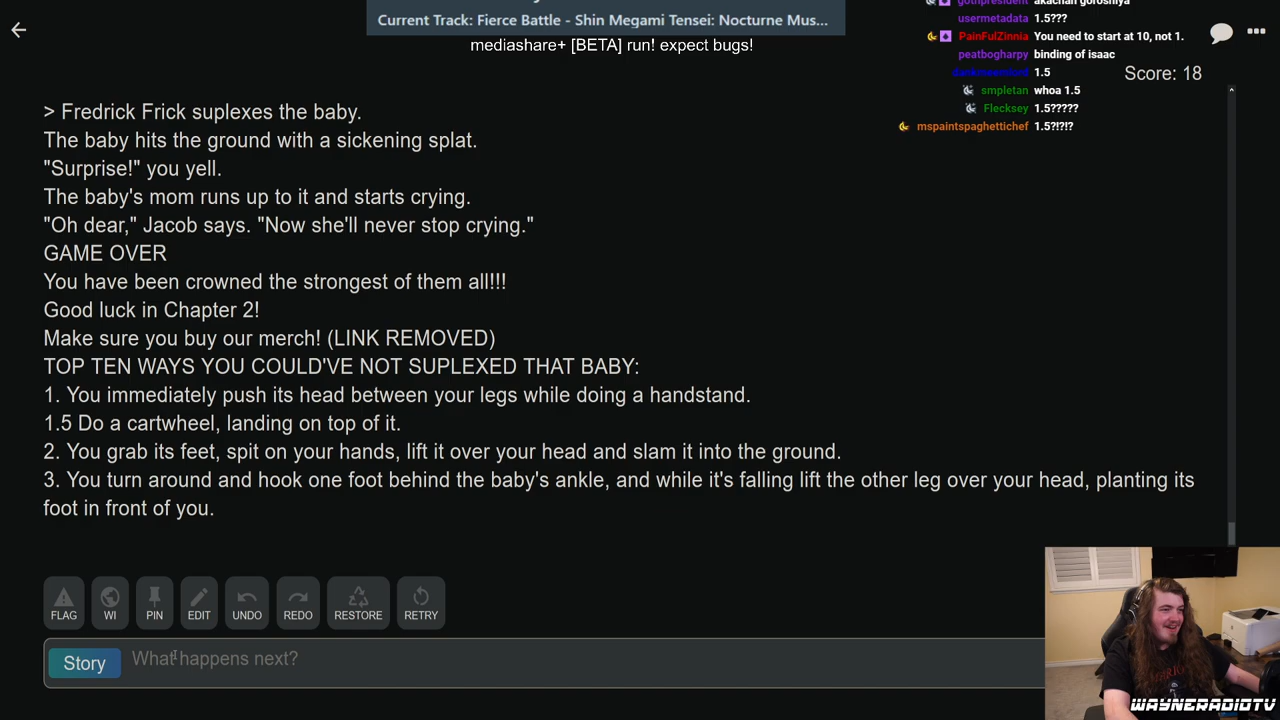 Current Track: Fierce Battle - Shin Megami Tensei: Nocturne Mus...
mediashare+ [BETA] run! expect bugs!
gothpresident akachan goroshiya
usermetadata 1.5???
PainFulZinnia You need to start at 10, not 1.
peatbogharpy binding of isaac
1.5
smpletan whoa 1.5
Flecksey 1.5?????
mspaintspaghettichef 1.5?!?!?
Score: 18
> Fredrick Frick suplexes the baby.
The baby hits the ground with a sickening splat.
"Surprise!" you yell.
The baby's mom runs up to it and starts crying.
"Oh dear," Jacob says. "Now she'll never stop crying."
GAME OVER
You have been crowned the strongest of them all!!!
Good luck in Chapter 2!
Make sure you buy our merch! (LINK REMOVED)
TOP TEN WAYS YOU COULD'VE NOT SUPLEXED THAT BABY:
1. You immediately push its head between your legs while doing a handstand.
1.5 Do a cartwheel, landing on top of it.
2. You grab its feet, spit on your hands, lift it over your head and slam it into the ground.
3. You turn around and hook one foot behind the baby's ankle, and while it's falling lift the other leg over your head, planting its
foot in front of you.
FLAG WI PIN EDIT UNDO REDO RESTORE RETRY
Story What happens next?
WAYNERADIOTV